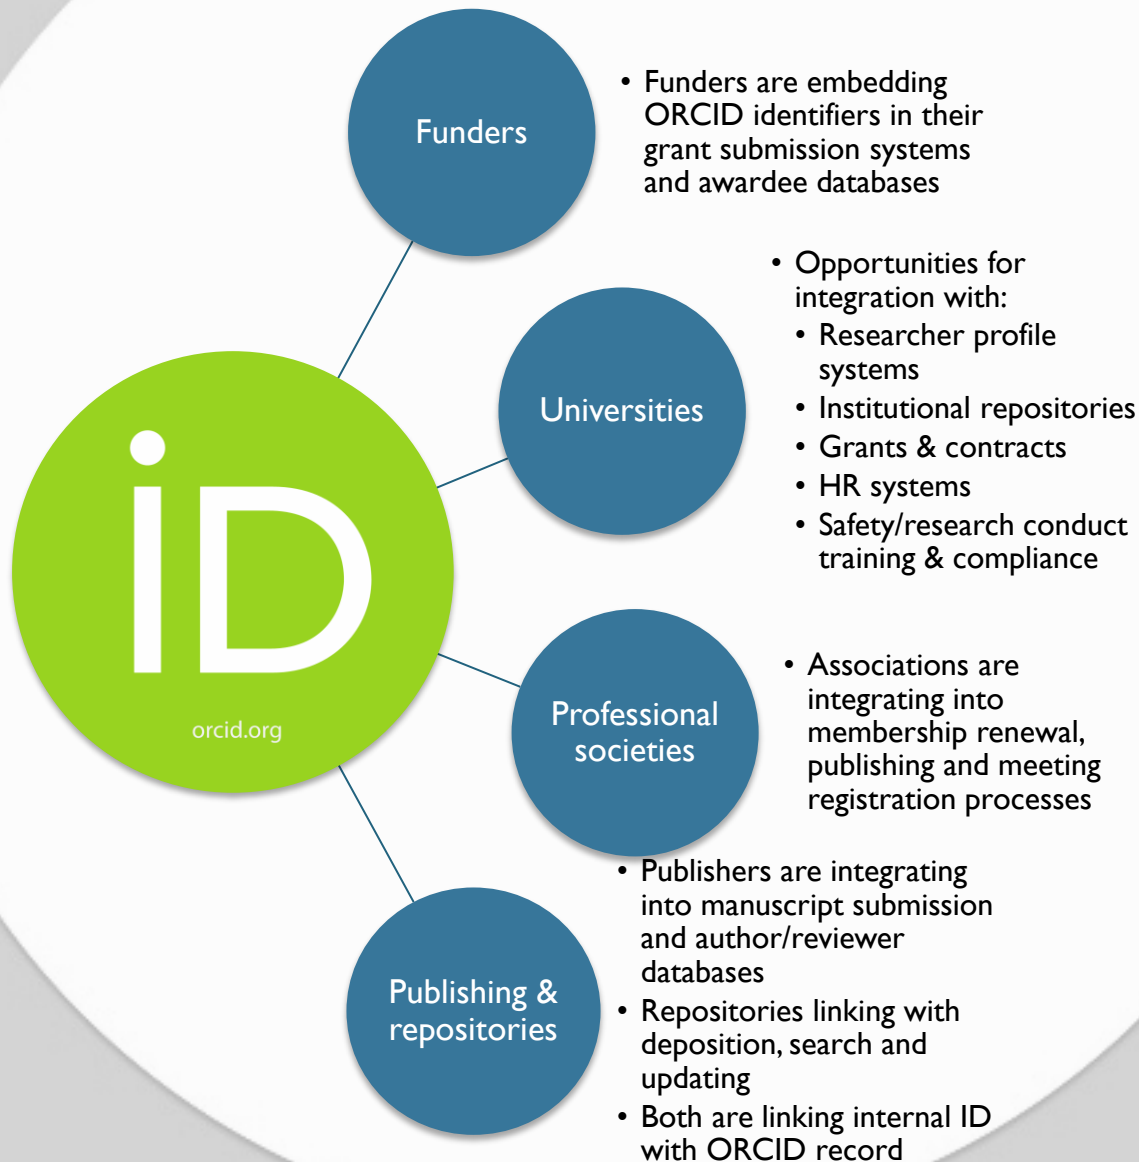 Funders
• Funders are embedding
ORCID identifiers in their
grant submission systems
and awardee databases
Universities
• Opportunities for
integration with:
• Researcher profile
systems
• Institutional repositories
• Grants & contracts
• HR systems
• Safety/research conduct
training & compliance
iD
orcid.org
Professional
societies
• Associations are
integrating into
membership renewal,
publishing and meeting
registration processes
Publishing &
repositories
• Publishers are integrating
into manuscript submission
and author/reviewer
databases
• Repositories linking with
deposition, search and
updating
• Both are linking internal ID
with ORCID record